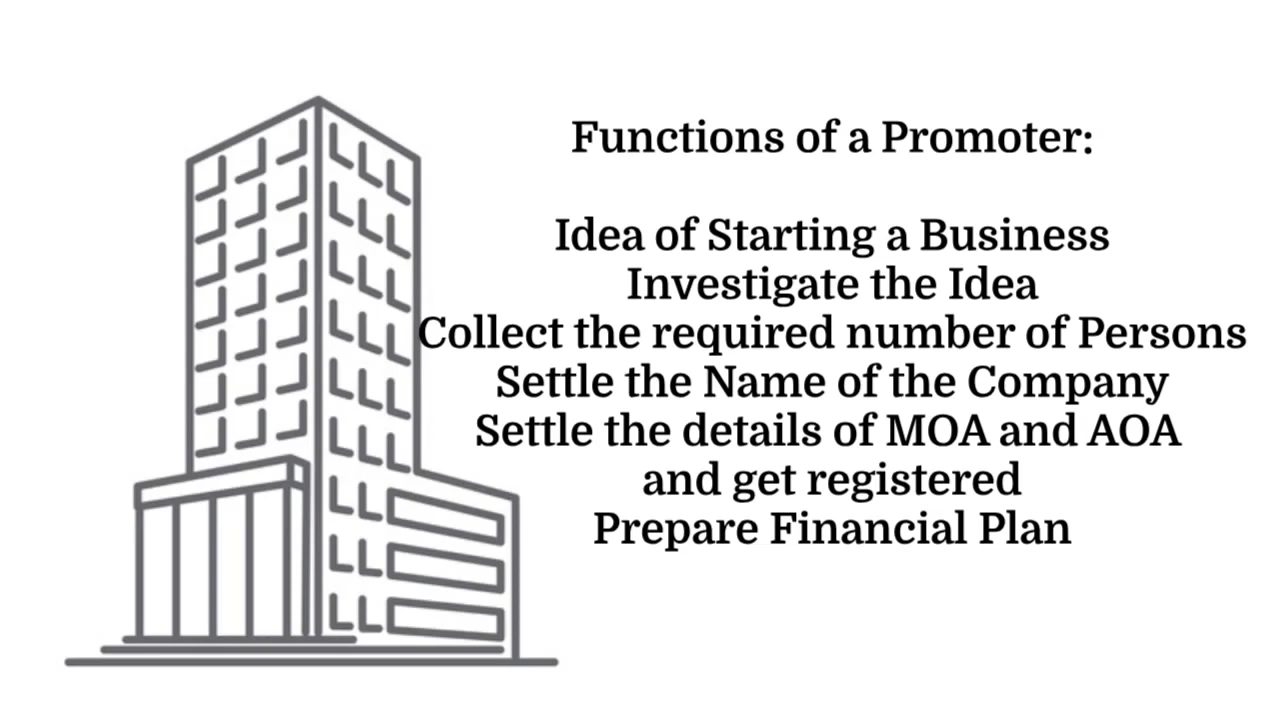 Functions of a Promoter:
Idea of Starting a Business
Investigate the Idea
Collect the required number of Persons
Settle the Name of the Company
Settle the details of MOA and AOA
and get registered
Prepare Financial Plan